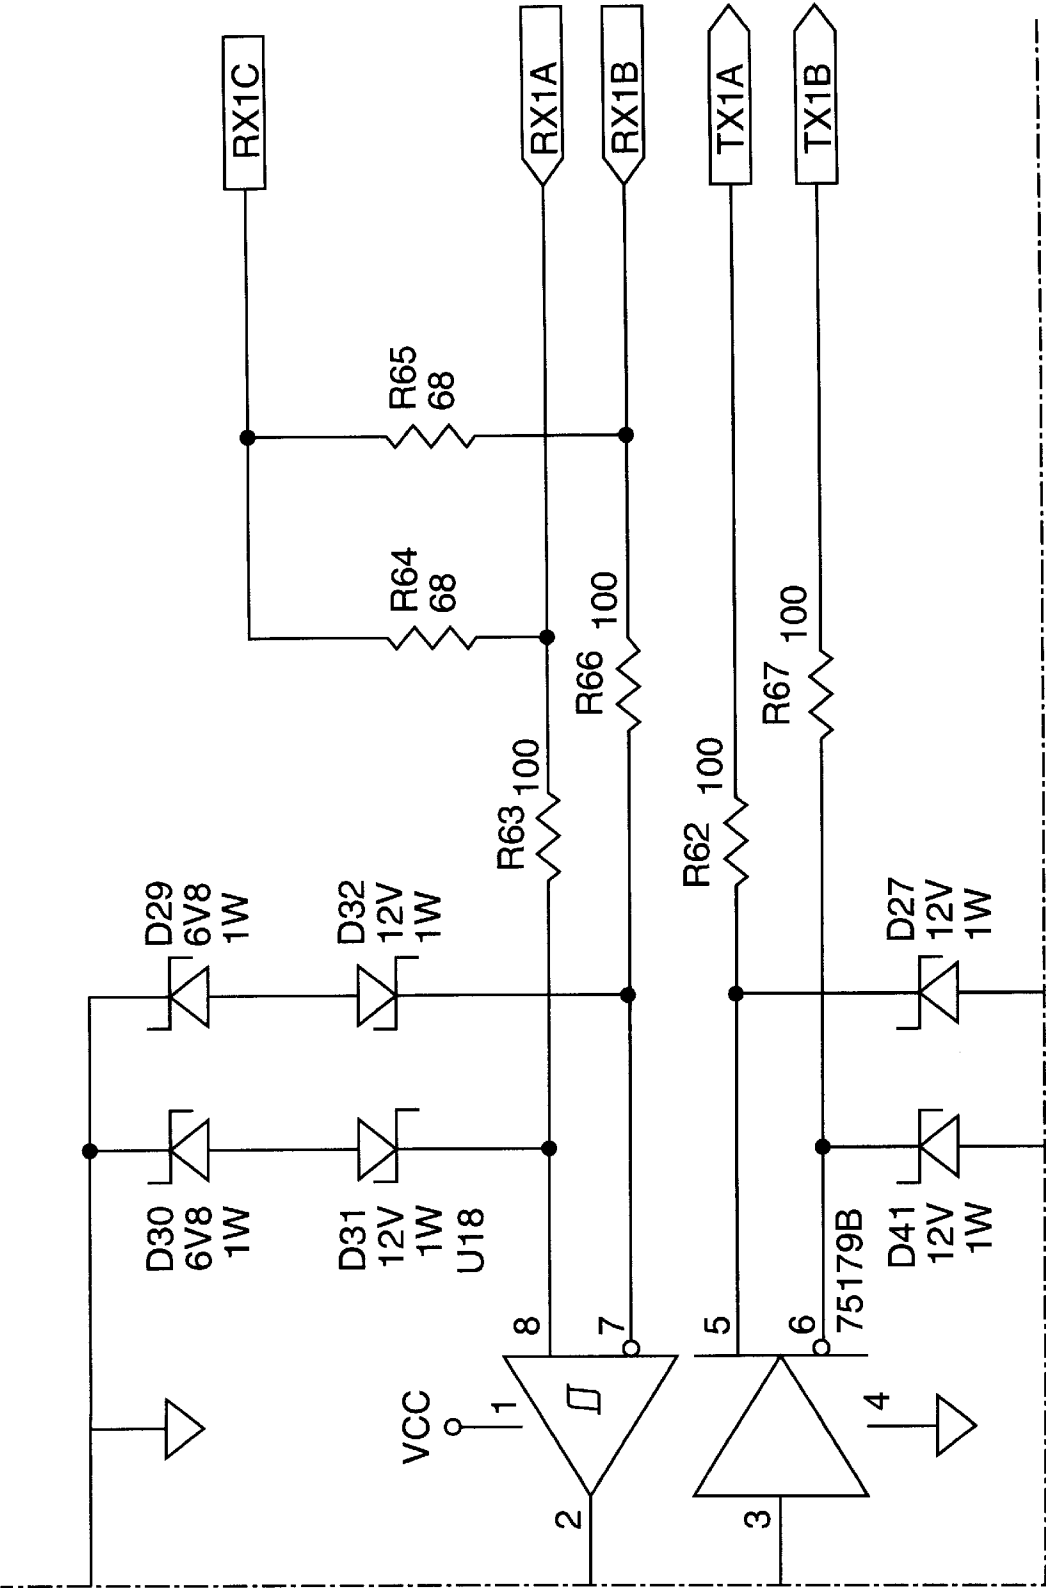 RX1C
RX1A
RX1B
TX1A
TX1B
R65
68
R64
68
R66
100
R67
100
R63
100
R62
100
D29
6V8
1W
D32
12V
1W
D27
12V
1W
D30
6V8
1W
D31
12V
1W
U18
D41
12V
1W
75179B
8
7
5
6
VCC
1
4
2
3